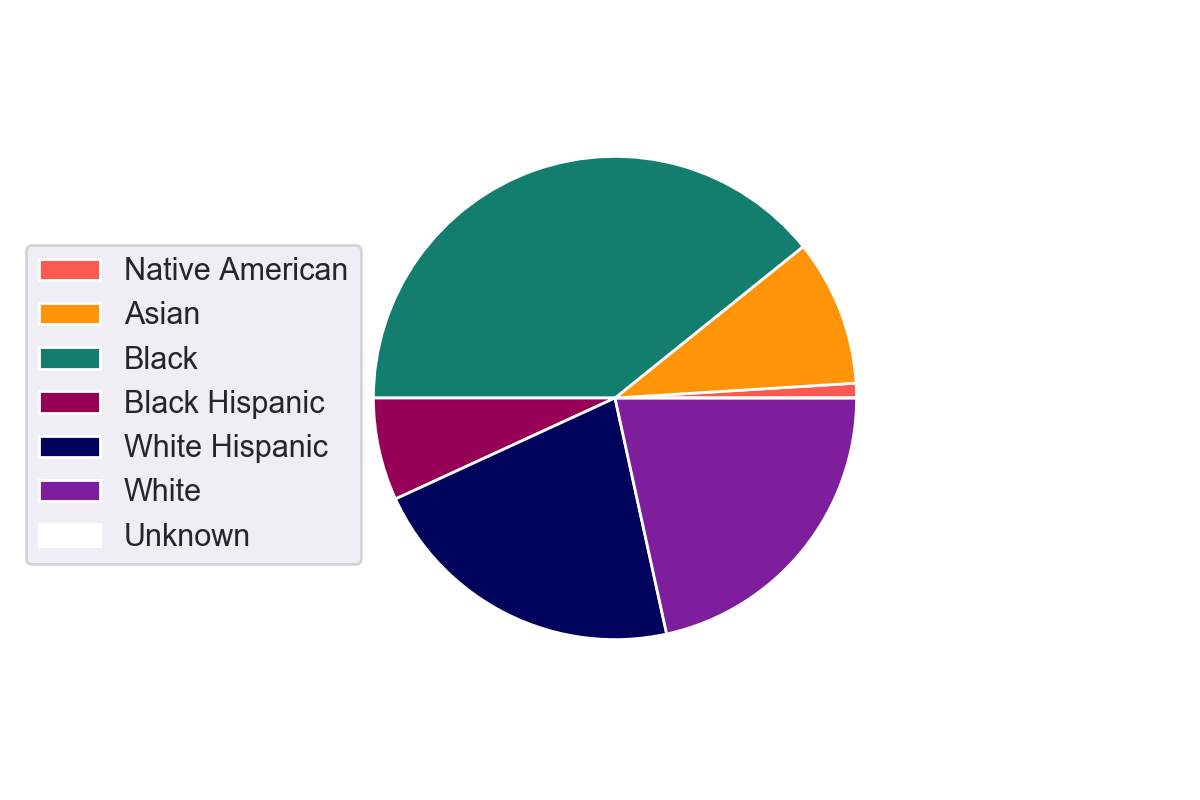 Native American
Asian
Black
Black Hispanic
White Hispanic
White
Unknown